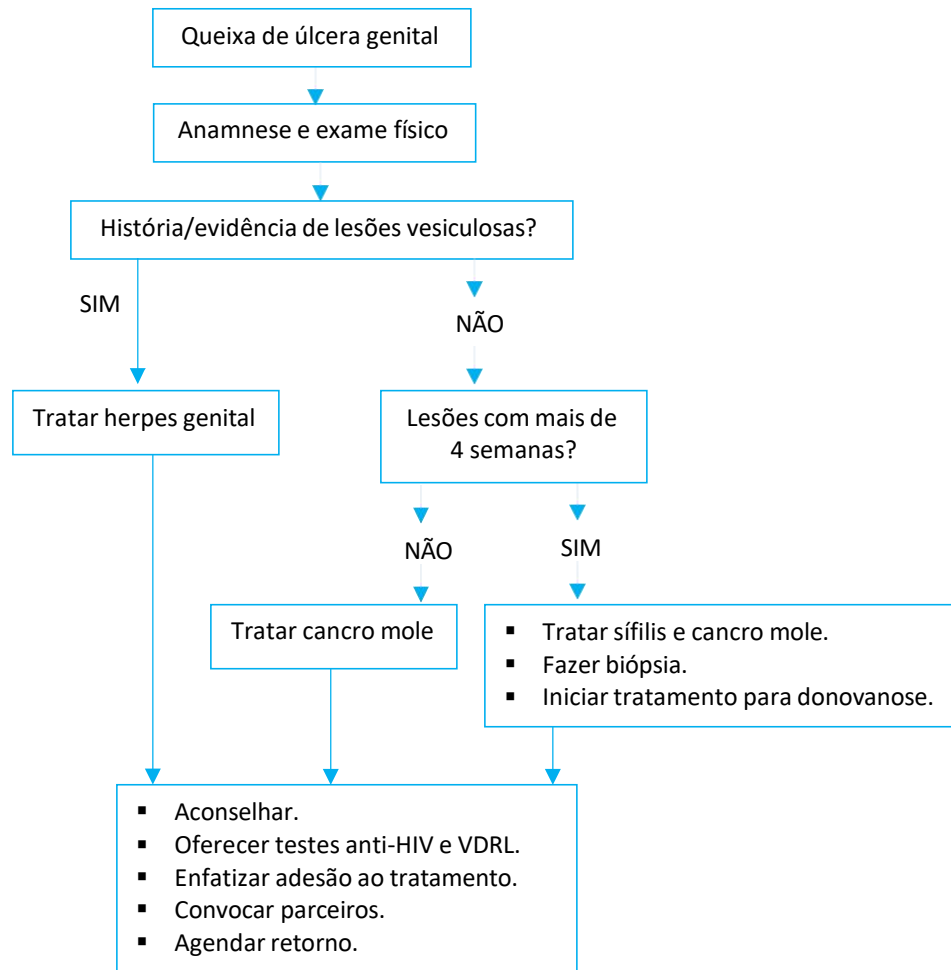 Queixa de úlcera genital
Anamnese e exame físico
História/evidência de lesões vesiculosas?
SIM
NÃO
Tratar herpes genital
Lesões com mais de
4 semanas?
NÃO
SIM
Tratar cancro mole
▪ Tratar sífilis e cancro mole.
▪ Fazer biópsia.
▪ Iniciar tratamento para donovanose.
▪ Aconselhar.
▪ Oferecer testes anti-HIV e VDRL.
▪ Enfatizar adesão ao tratamento.
▪ Convocar parceiros.
▪ Agendar retorno.